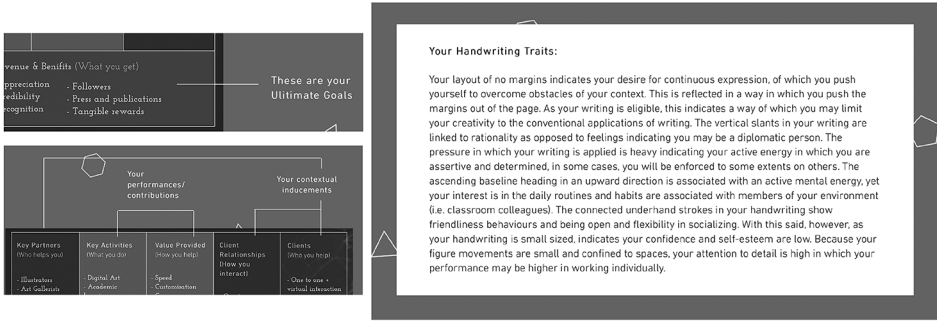 venue & Benifits (What you get)
ppreciation
redibility
ecognition
- Followers
- Press and publications
- Tangible rewards
These are your
Ulitimate Goals
Your
performances/
contributions
Your contextual
inducements
Key Partners
(Who helps you)
- Illustrators
- Art Gallerists
Key Activities
(What you do)
- Digital Art
- Academic
Value Provided
(How you help)
- Speed
- Customisation
Client
Relationships
(How you
interact)
Clients
(Who you help)
- One to one +
virtual interaction
Your Handwriting Traits:
Your layout of no margins indicates your desire for continuous expression, of which you push
yourself to overcome obstacles of your context. This is reflected in a way in which you push the
margins out of the page. As your writing is eligible, this indicates a way of which you may limit
your creativity to the conventional applications of writing. The vertical slants in your writing are
linked to rationality as opposed to feelings indicating you may be a diplomatic person. The
pressure in which your writing is applied is heavy indicating your active energy in which you are
assertive and determined, in some cases, you will be enforced to some extents on others. The
ascending baseline heading in an upward direction is associated with an active mental energy, yet
your interest is in the daily routines and habits are associated with members of your environment
(i.e. classroom colleagues). The connected underhand strokes in your handwriting show
friendliness behaviours and being open and flexibility in socializing. With this said, however, as
your handwriting is small sized, indicates your confidence and self-esteem are low. Because your
figure movements are small and confined to spaces, your attention to detail is high in which your
performance may be higher in working individually.